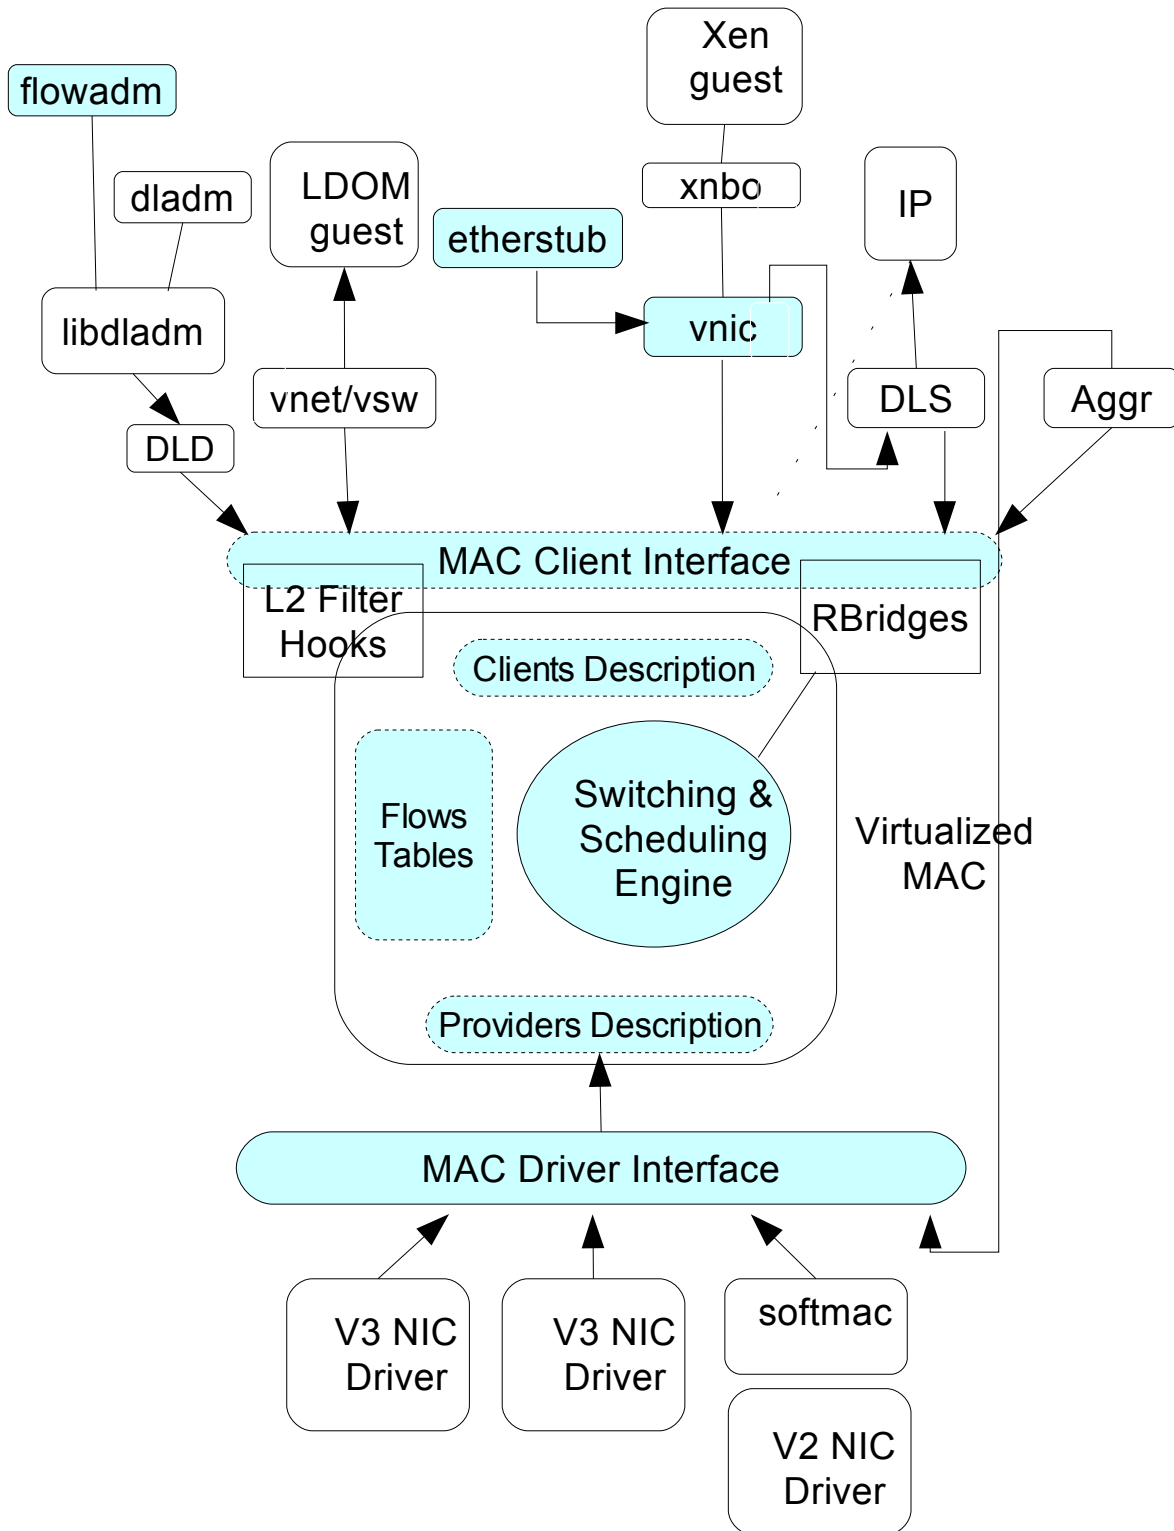 Xen
guest
flowadm
dladm
LDOM
guest
xnbo
IP
etherstub
libdladm
vnic
vnet/vsw
DLS
Aggr
DLD
MAC Client Interface
L2 Filter
Hooks
RBridges
Clients Description
Switching &
Scheduling
Engine
Flows
Tables
Virtualized
MAC
Providers Description
MAC Driver Interface
V3 NIC
Driver
V3 NIC
Driver
softmac
V2 NIC
Driver